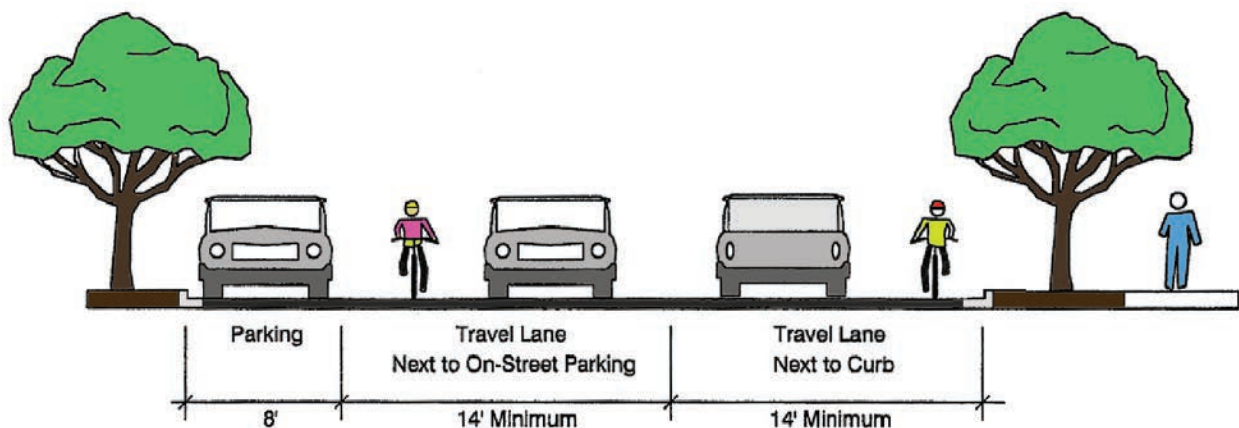 Parking
Travel Lane
Next to On-Street Parking
Travel Lane
Next to Curb
8'
14' Minimum
14' Minimum